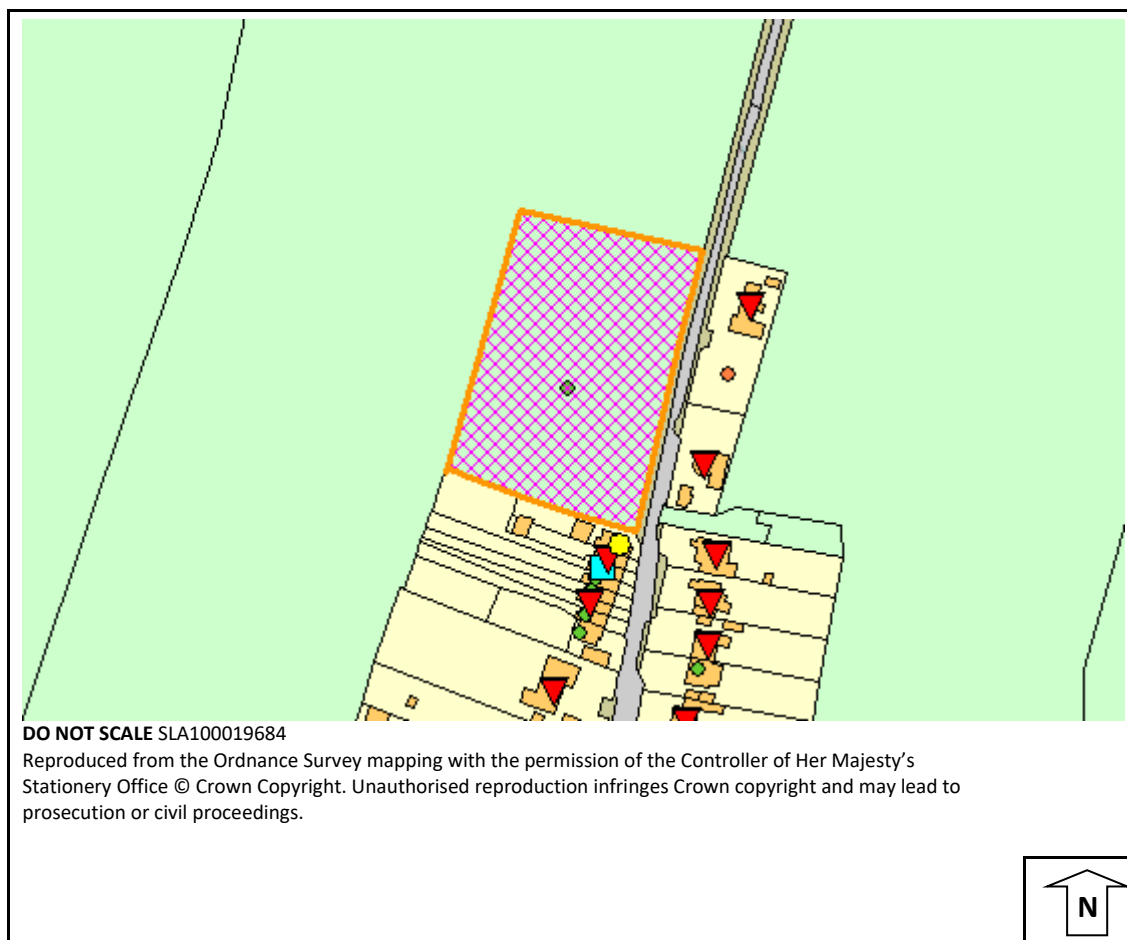 DO NOT SCALE SLA100019684
Reproduced from the Ordnance Survey mapping with the permission of the Controller of Her Majesty's
Stationery Office © Crown Copyright. Unauthorised reproduction infringes Crown copyright and may lead to
prosecution or civil proceedings.
N